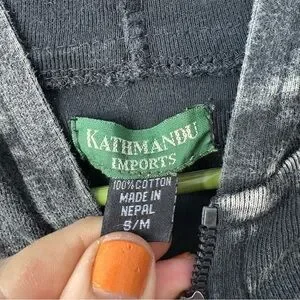 KATHMANDU
IMPORTS
100% COTTON
MADE IN
NEPAL
S/M